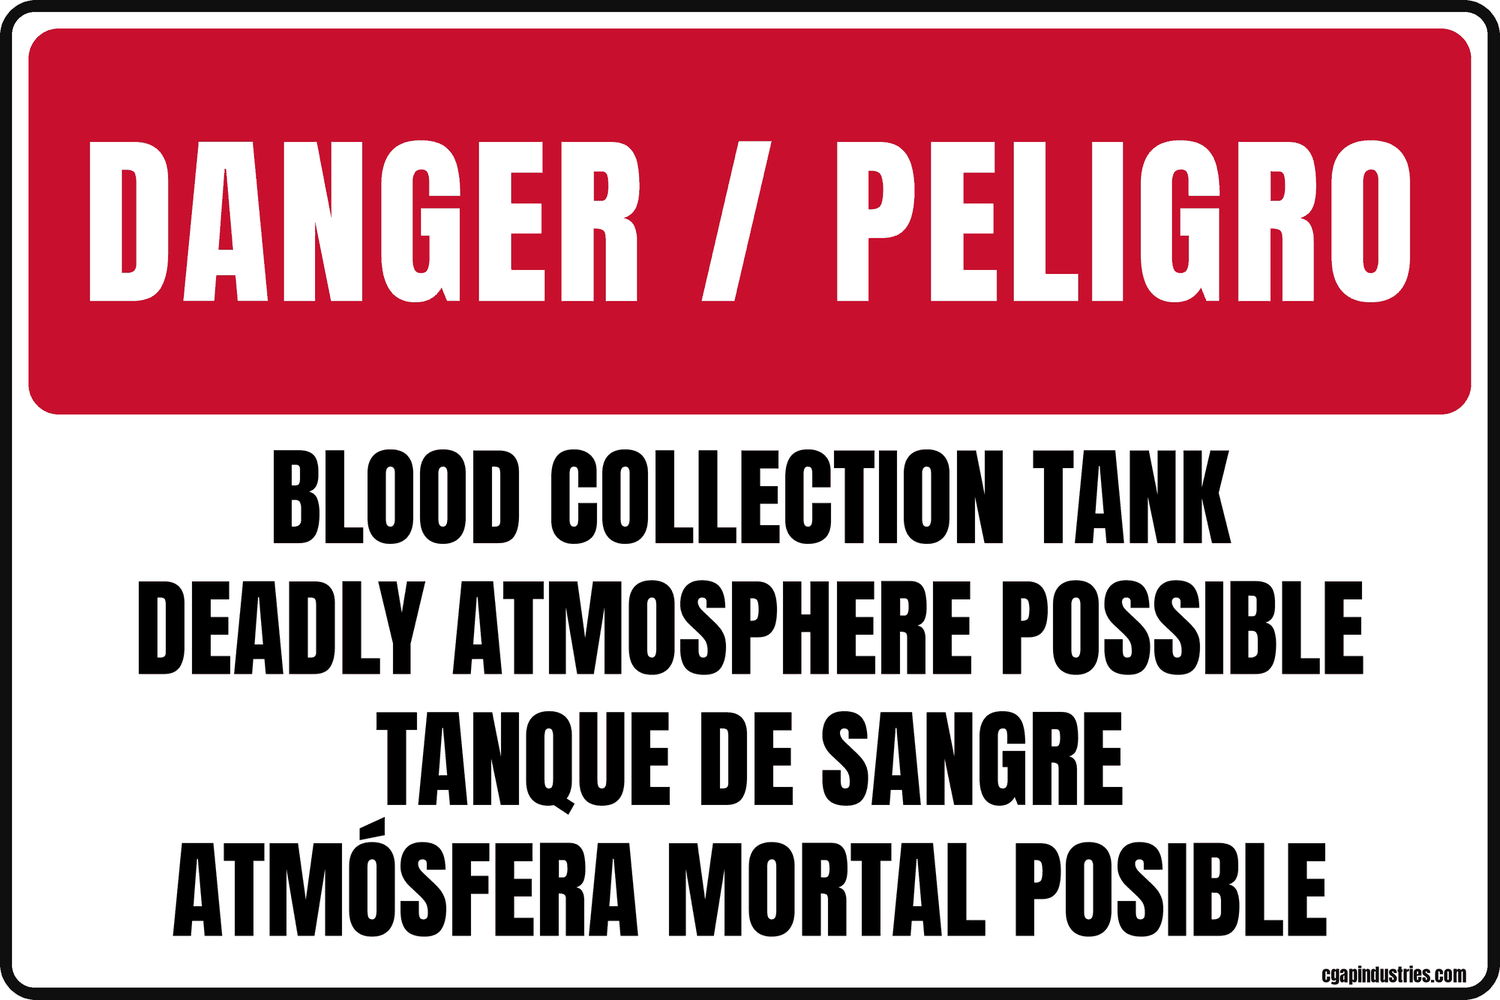 DANGER / PELIGRO
BLOOD COLLECTION TANK
DEADLY ATMOSPHERE POSSIBLE
TANQUE DE SANGRE
ATMÓSFERA MORTAL POSIBLE
cgapindustries.com